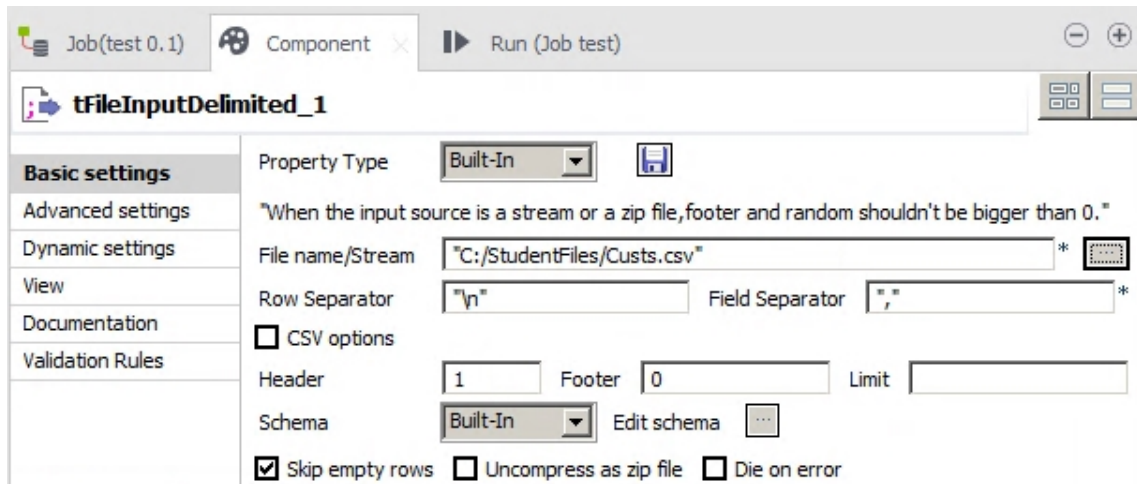 Job(test 0.1) Component Run (Job test)
tFileInputDelimited_1
Basic settings
Advanced settings
Dynamic settings
View
Documentation
Validation Rules
Property Type Built-In
"When the input source is a stream or a zip file,footer and random shouldn't be bigger than 0."
File name/Stream "C:/StudentFiles/Custs.csv" * ...
Row Separator "\n" Field Separator "," *
CSV options
Header 1 Footer 0 Limit
Schema Built-In Edit schema ...
Skip empty rows Uncompress as zip file Die on error